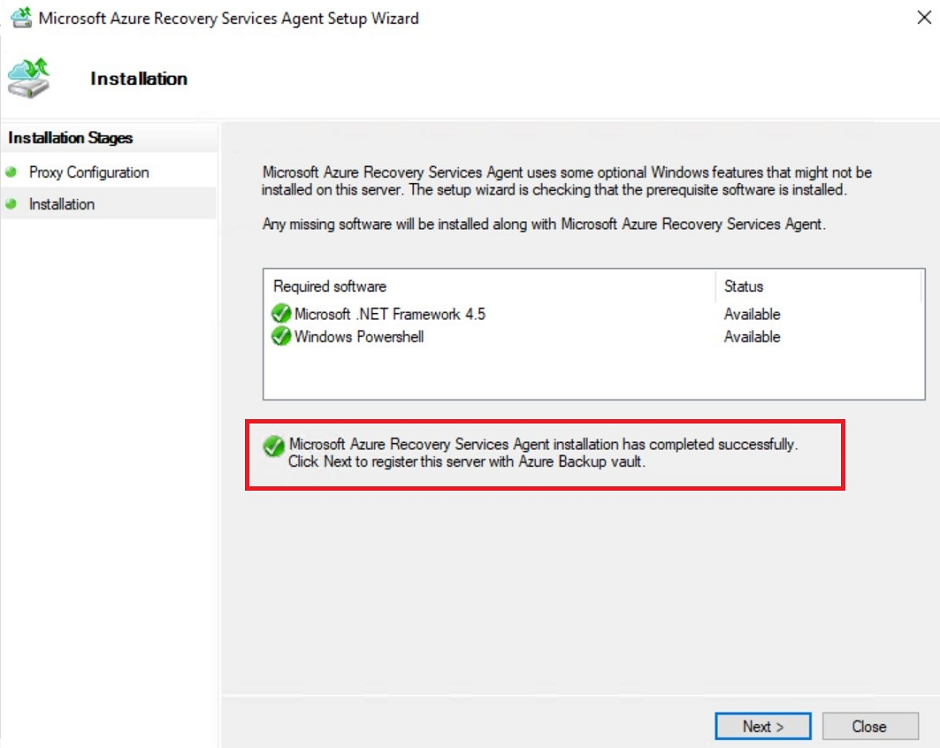 Microsoft Azure Recovery Services Agent Setup Wizard
Installation
Installation Stages
Proxy Configuration
Installation
Microsoft Azure Recovery Services Agent uses some optional Windows features that might not be
installed on this server. The setup wizard is checking that the prerequisite software is installed.
Any missing software will be installed along with Microsoft Azure Recovery Services Agent.
Required software Status
Microsoft .NET Framework 4.5 Available
Windows Powershell Available
Microsoft Azure Recovery Services Agent installation has completed successfully.
Click Next to register this server with Azure Backup vault.
Next > Close